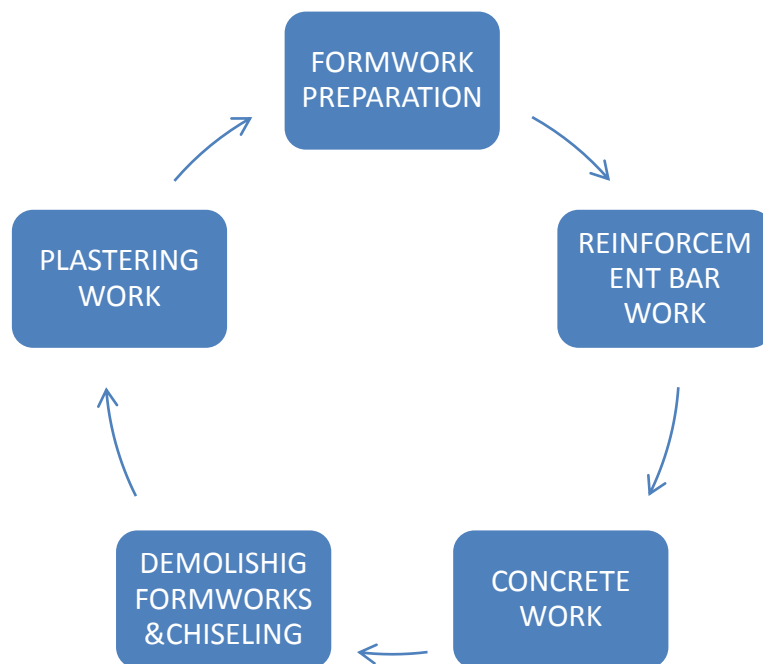 FORMWORK
PREPARATION
REINFORCEM
ENT BAR
WORK
CONCRETE
WORK
DEMOLISHIG
FORMWORKS
&CHISELING
PLASTERING
WORK